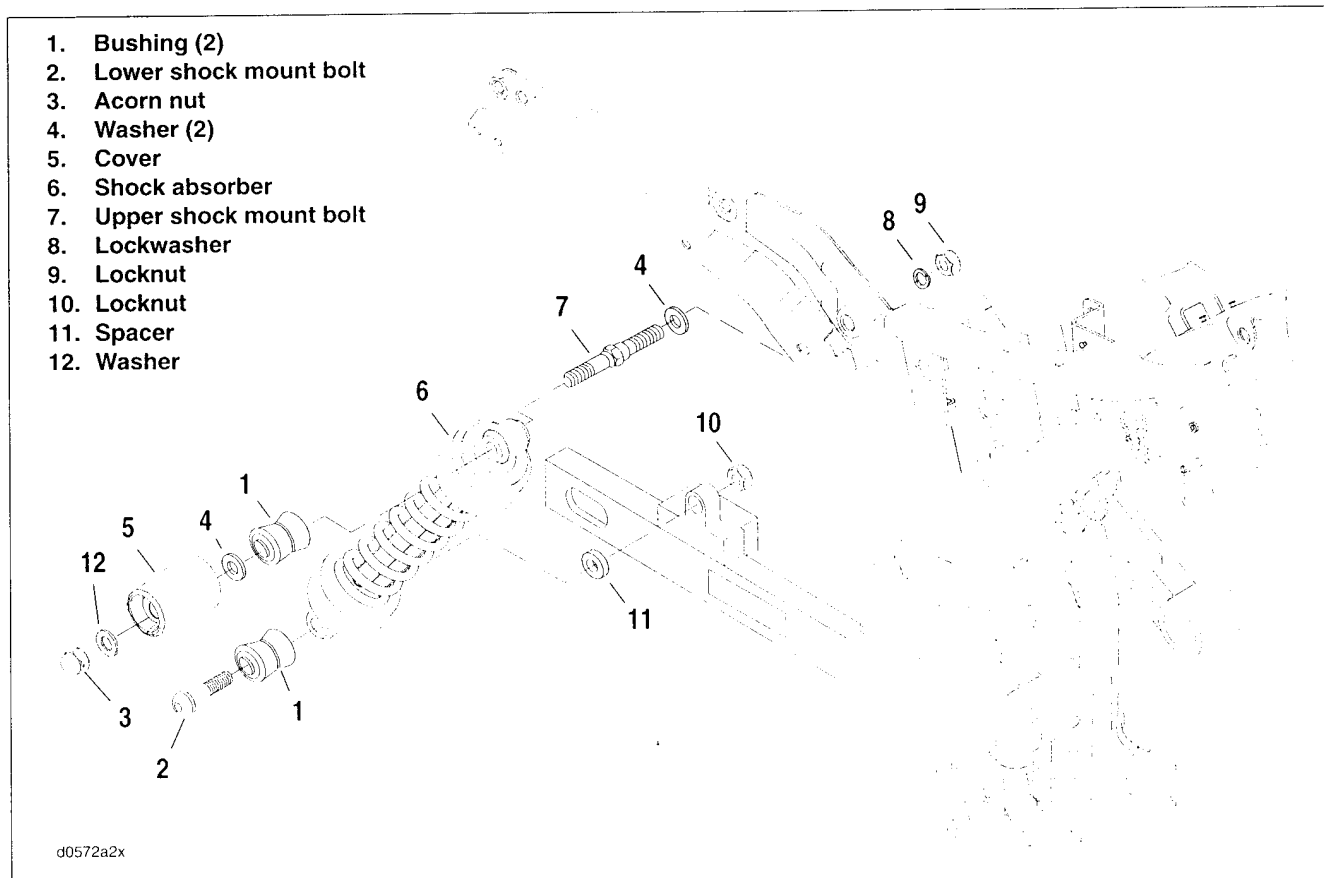 1. Bushing (2)
2. Lower shock mount bolt
3. Acorn nut
4. Washer (2)
5. Cover
6. Shock absorber
7. Upper shock mount bolt
8. Lockwasher
9. Locknut
10. Locknut
11. Spacer
12. Washer
9
8
4
7
6
10
1
4
5
12
11
1
3
2
d0572a2x